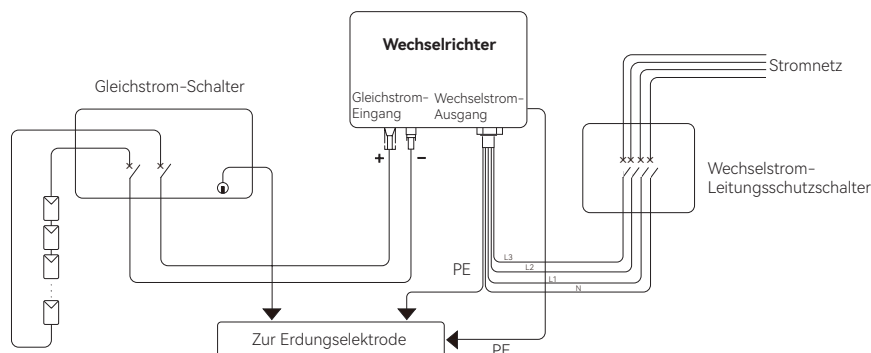 Wechselrichter
Stromnetz
Gleichstrom-Schalter
Gleichstrom-
Eingang
Wechselstrom-
Ausgang
+
–
Wechselstrom-
Leitungsschutzschalter
L3
L2
L1
N
PE
Zur Erdungselektrode
PE